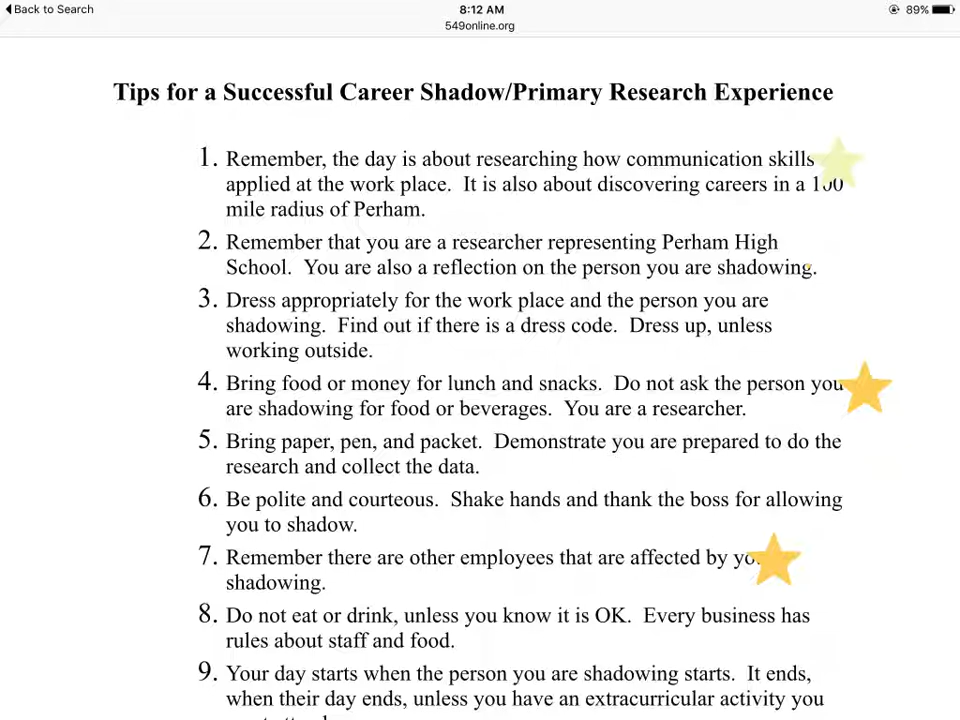 Back to Search
8:12 AM
89%
549online.org
Tips for a Successful Career Shadow/Primary Research Experience
1. Remember, the day is about researching how communication skills
applied at the work place. It is also about discovering careers in a 100
mile radius of Perham.
2. Remember that you are a researcher representing Perham High
School. You are also a reflection on the person you are shadowing.
3. Dress appropriately for the work place and the person you are
shadowing. Find out if there is a dress code. Dress up, unless
working outside.
4. Bring food or money for lunch and snacks. Do not ask the person you
are shadowing for food or beverages. You are a researcher.
5. Bring paper, pen, and packet. Demonstrate you are prepared to do the
research and collect the data.
6. Be polite and courteous. Shake hands and thank the boss for allowing
you to shadow.
7. Remember there are other employees that are affected by
shadowing.
8. Do not eat or drink, unless you know it is OK. Every business has
rules about staff and food.
9. Your day starts when the person you are shadowing starts. It ends,
when their day ends, unless you have an extracurricular activity you